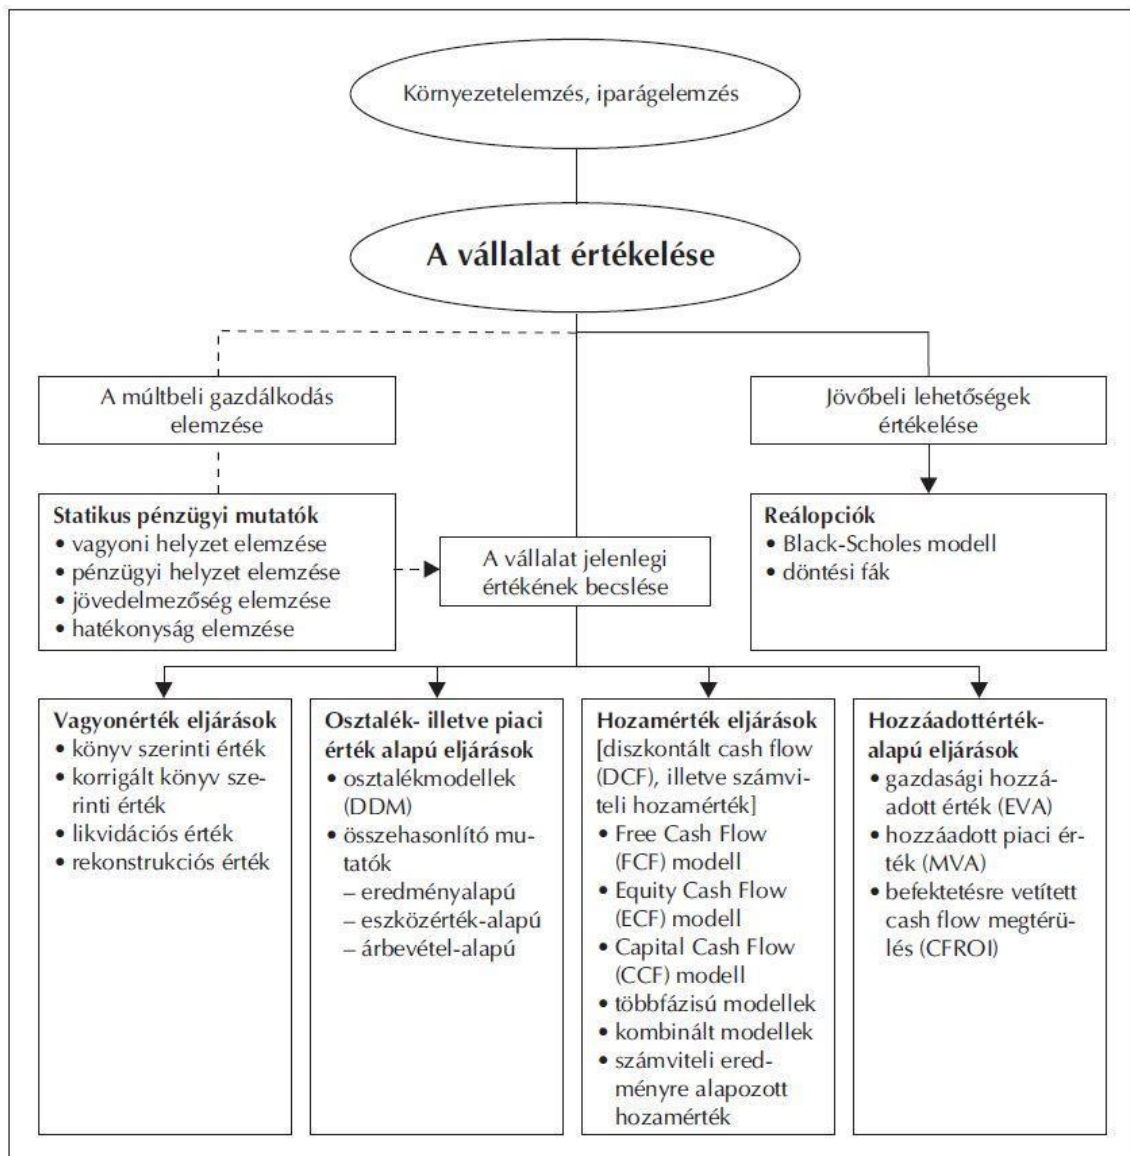 Környezetelemzés, iparágelemzés
A vállalat értékelése
A múltbeli gazdálkodás
elemzése
Jövőbeli lehetőségek
értékelése
Statikus pénzügyi mutatók
• vagyoni helyzet elemzése
• pénzügyi helyzet elemzése
• jövedelmezőség elemzése
• hatékonyság elemzése
A vállalat jelenlegi
értékének becslése
Reálopciók
• Black-Scholes modell
• döntési fák
Vagyonérték eljárások
• könyv szerinti érték
• korrigált könyv sze-
rinti érték
• likvidációs érték
• rekonstrukciós érték
Osztalék- illetve piaci
érték alapú eljárások
• osztalékmodellek
(DDM)
• összehasonlító mu-
tatók
– eredményalapú
– eszközérték-alapú
– árbevétel-alapú
Hozamérték eljárások
[diszkontált cash flow
(DCF), illetve számvi-
teli hozamérték]
• Free Cash Flow
(FCF) modell
• Equity Cash Flow
(ECF) modell
• Capital Cash Flow
(CCF) modell
• többfázisú modellek
• kombinált modellek
• számviteli ered-
ményre alapozott
hozamérték
Hozzáadottérték-
alapú eljárások
• gazdasági hozzá-
adott érték (EVA)
• hozzáadott piaci ér-
ték (MVA)
• befektetésre vetített
cash flow megtérü-
lés (CFROI)